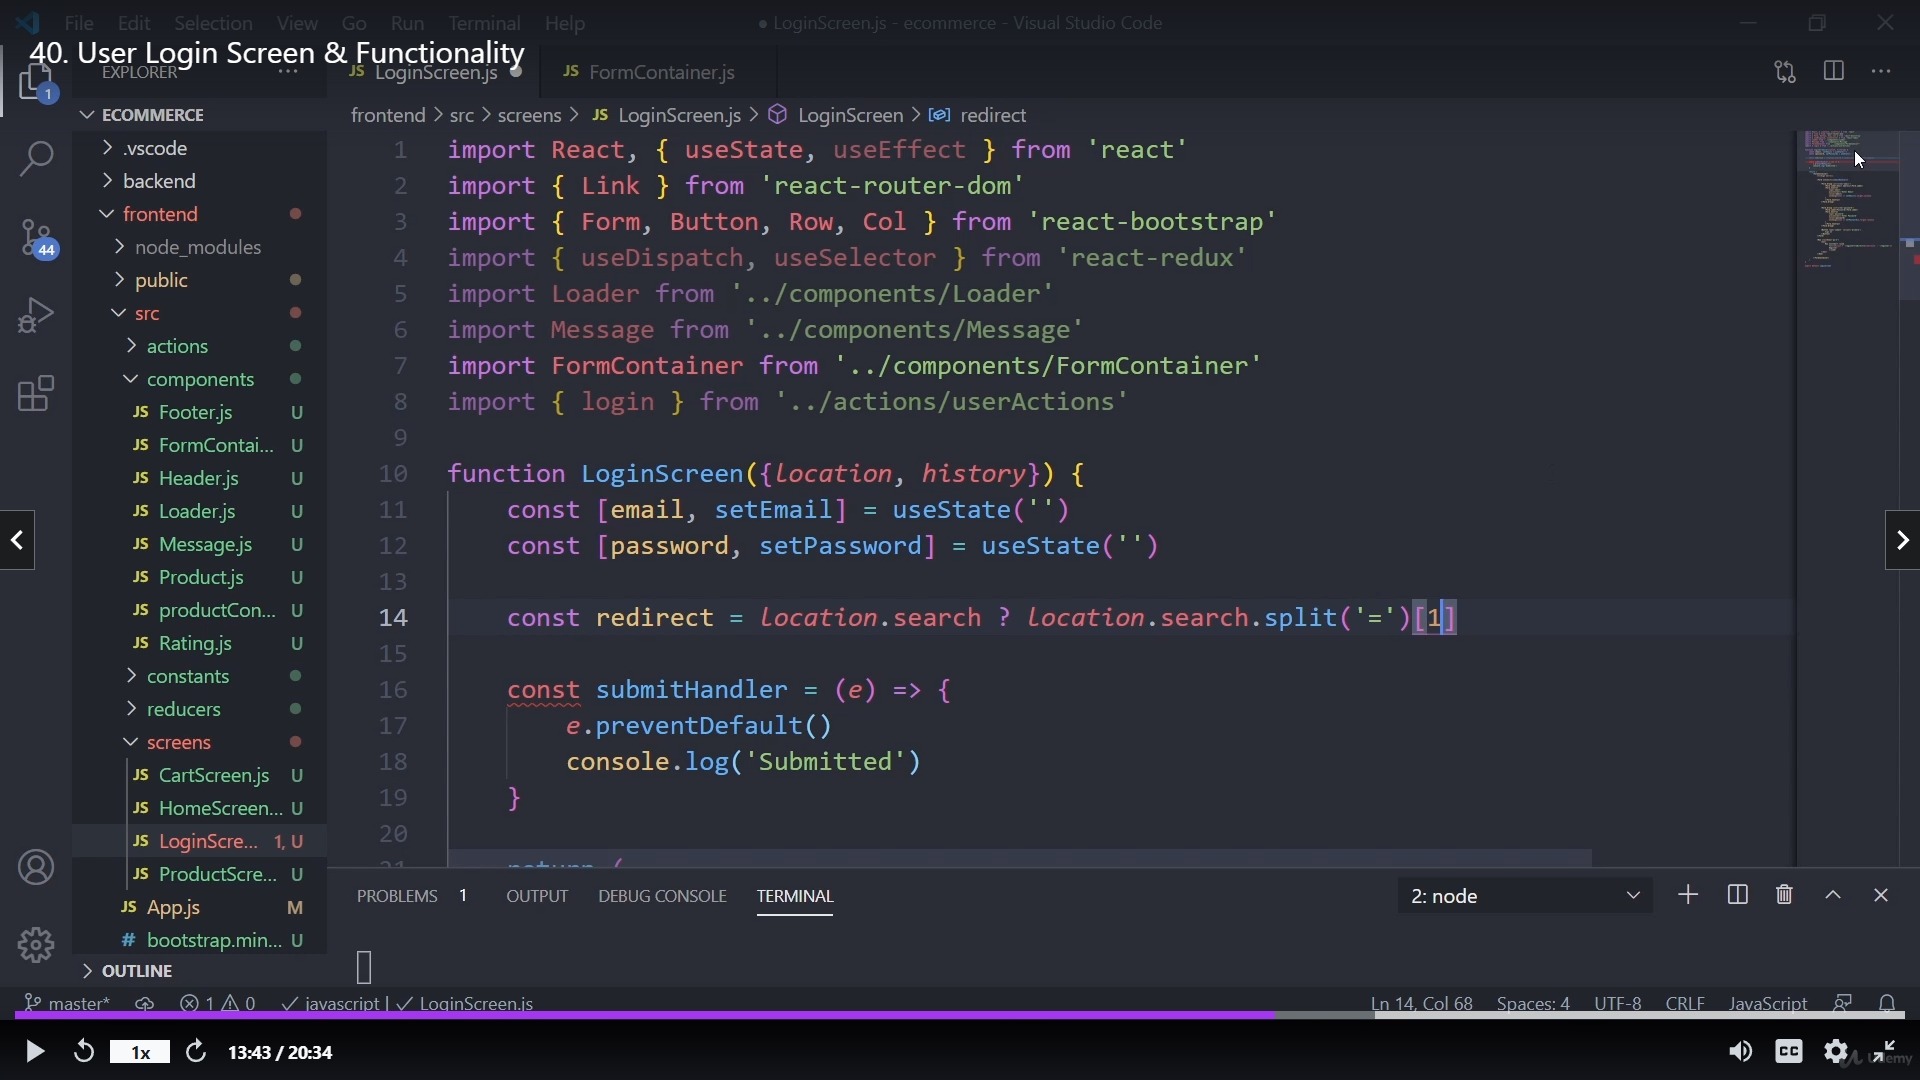 File Edit Selection View Go Run Terminal Help
● LoginScreen.js - ecommerce - Visual Studio Code
40. User Login Screen & Functionality
EXPLORER ...
JS LoginScreen.js
JS FormContainer.js
1
44
ECOMMERCE
.vscode
backend
frontend
node_modules
public
src
actions
components
JS Footer.js U
JS FormContai... U
JS Header.js U
JS Loader.js U
JS Message.js U
JS Product.js U
JS productCon... U
JS Rating.js U
constants
reducers
screens
JS CartScreen.js U
JS HomeScreen... U
JS LoginScre... 1, U
JS ProductScre... U
JS App.js M
# bootstrap.min... U
OUTLINE
frontend > src > screens > JS LoginScreen.js > LoginScreen > redirect
1 import React, { useState, useEffect } from 'react'
2 import { Link } from 'react-router-dom'
3 import { Form, Button, Row, Col } from 'react-bootstrap'
4 import { useDispatch, useSelector } from 'react-redux'
5 import Loader from '../components/Loader'
6 import Message from '../components/Message'
7 import FormContainer from '../components/FormContainer'
8 import { login } from '../actions/userActions'
9
10 function LoginScreen({location, history}) {
11 const [email, setEmail] = useState('')
12 const [password, setPassword] = useState('')
13
14 const redirect = location.search ? location.search.split('=')[1]
15
16 const submitHandler = (e) => {
17 e.preventDefault()
18 console.log('Submitted')
19 }
20
21 return (
PROBLEMS 1 OUTPUT DEBUG CONSOLE TERMINAL
2: node
master* 1 0 javascript | LoginScreen.js
Ln 14, Col 68 Spaces: 4 UTF-8 CRLF JavaScript
1x 13:43 / 20:34
CC
Udemy